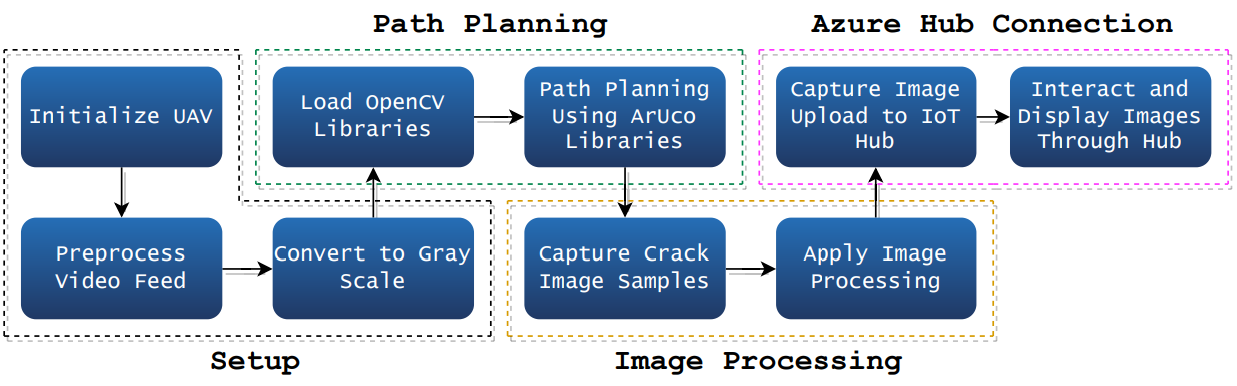 Path Planning
Azure Hub Connection
Initialize UAV
Load OpenCV
Libraries
Path Planning
Using ArUco
Libraries
Capture Image
Upload to IoT
Hub
Interact and
Display Images
Through Hub
Preprocess
Video Feed
Convert to Gray
Scale
Capture Crack
Image Samples
Apply Image
Processing
Setup
Image Processing